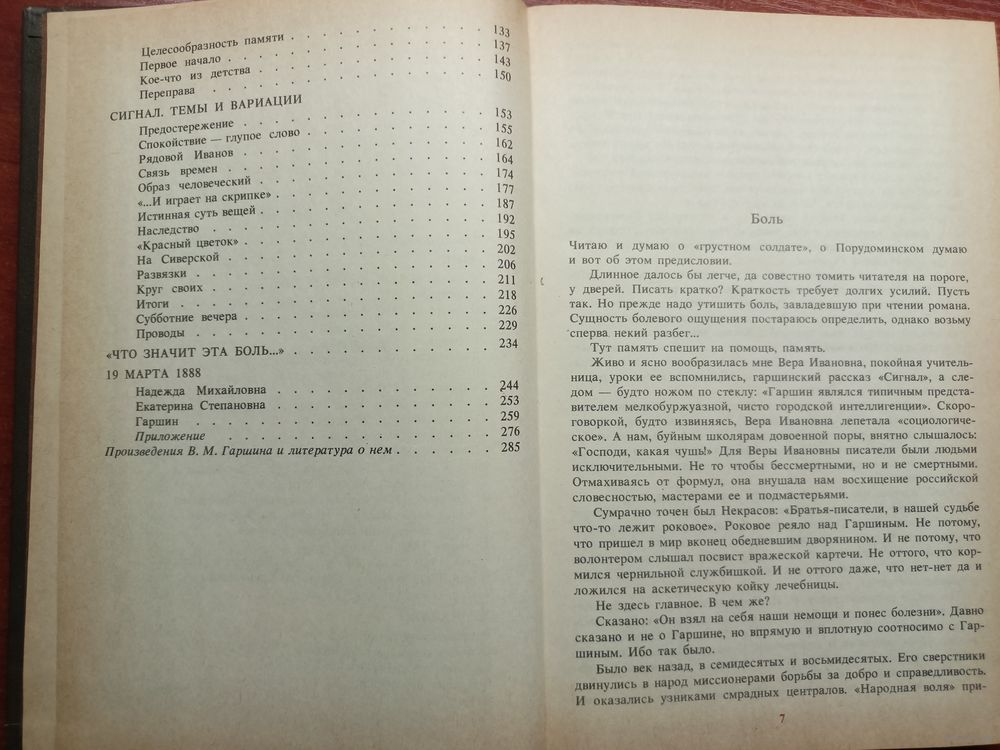 Целесообразность памяти . . . . . . . . . . 133
Первое начало . . . . . . . . . . 137
Кое-что из детства . . . . . . . . . . 143
Переправа . . . . . . . . . . 150
СИГНАЛ. ТЕМЫ И ВАРИАЦИИ
Предостережение . . . . . . . . . . 153
Спокойствие — глупое слово . . . . . . . . . . 155
Рядовой Иванов . . . . . . . . . . 162
Связь времен . . . . . . . . . . 164
Образ человеческий . . . . . . . . . . 174
«...И играет на скрипке» . . . . . . . . . . 177
Истинная суть вещей . . . . . . . . . . 187
Наследство . . . . . . . . . . 192
«Красный цветок» . . . . . . . . . . 195
На Сиверской . . . . . . . . . . 202
Развязки . . . . . . . . . . 206
Круг своих . . . . . . . . . . 211
Итоги . . . . . . . . . . 218
Субботние вечера . . . . . . . . . . 226
Проводы . . . . . . . . . . 229
«ЧТО ЗНАЧИТ ЭТА БОЛЬ...» . . . . . . . . . . 234
19 МАРТА 1888
Надежда Михайловна . . . . . . . . . . 244
Екатерина Степановна . . . . . . . . . . 253
Гаршин . . . . . . . . . . 259
Приложение . . . . . . . . . . 276
Произведения В. М. Гаршина и литература о нем . . . . . . 285
Боль
Читаю и думаю о «грустном солдате», о Порудоминском думаю
и вот об этом предисловии.
Длинное далось бы легче, да совестно томить читателя на пороге,
у дверей. Писать кратко? Краткость требует долгих усилий. Пусть
так. Но прежде надо утишить боль, завладевшую при чтении романа.
Сущность болевого ощущения постараюсь определить, однако возьму
сперва некий разбег...
Тут память спешит на помощь, память.
Живо и ясно вообразилась мне Вера Ивановна, покойная учитель-
ница, уроки ее вспомнились, гаршинский рассказ «Сигнал», а сле-
дом — будто ножом по стеклу: «Гаршин являлся типичным предста-
вителем мелкобуржуазной, чисто городской интеллигенции». Скоро-
говоркой, будто извиняясь, Вера Ивановна лепетала «социологиче-
ское». А нам, буйным школярам довоенной поры, внятно слышалось:
«Господи, какая чушь!» Для Веры Ивановны писатели были людьми
исключительными. Не то чтобы бессмертными, но и не смертными.
Отмахиваясь от формул, она внушала нам восхищение российской
словесностью, мастерами ее и подмастерьями.
Сумрачно точен был Некрасов: «Братья-писатели, в нашей судьбе
что-то лежит роковое». Роковое реяло над Гаршиным. Не потому,
что пришел в мир вконец обедневшим дворянином. И не потому, что
волонтером слышал посвист вражеской картечи. Не оттого, что кор-
мился чернильной службишкой. И не оттого даже, что нет-нет да и
ложился на аскетическую койку лечебницы.
Не здесь главное. В чем же?
Сказано: «Он взял на себя наши немощи и понес болезни». Давно
сказано и не о Гаршине, но впрямую и вплотную соотносимо с Гар-
шиным. Ибо так было.
Было век назад, в семидесятых и восьмидесятых. Его сверстники
двинулись в народ миссионерами борьбы за добро и справедливость.
И оказались узниками смрадных централов. «Народная воля» при-
7